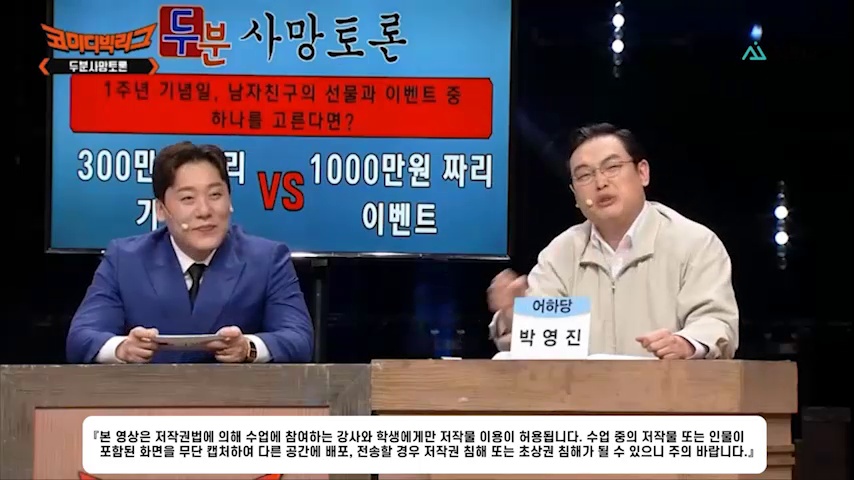 코미디빅리그
두분사망토론
두분 사망토론
1주년 기념일, 남자친구의 선물과 이벤트 중
하나를 고른다면?
300만
리
VS
1000만원 짜리
이벤트
어하당
박영진
『본 영상은 저작권법에 의해 수업에 참여하는 강사와 학생에게만 저작물 이용이 허용됩니다. 수업 중의 저작물 또는 인물이
포함된 화면을 무단 캡처하여 다른 공간에 배포, 전송할 경우 저작권 침해 또는 초상권 침해가 될 수 있으니 주의 바랍니다.』